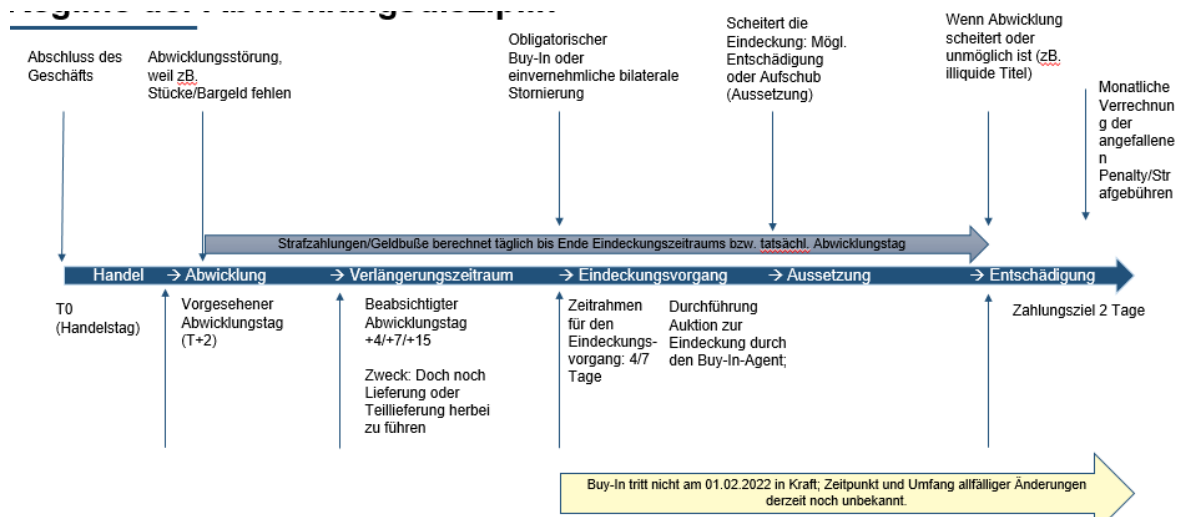 Regime der Abwicklungsdisziplin
Abschluss des
Geschäfts
Abwicklungsstörung,
weil zB.
Stücke/Bargeld fehlen
Obligatorischer
Buy-In oder
einvernehmliche bilaterale
Stornierung
Scheitert die
Eindeckung: Mögl.
Entschädigung
oder Aufschub
(Aussetzung)
Wenn Abwicklung
scheitert oder
unmöglich ist (zB.
illiquide Titel)
Monatliche
Verrechnun
g der
angefallene
n
Penalty/Str
afgebühren
Strafzahlungen/Geldbuße berechnet täglich bis Ende Eindeckungszeitraums bzw. tatsächl. Abwicklungstag
Handel → Abwicklung → Verlängerungszeitraum → Eindeckungsvorgang → Aussetzung → Entschädigung
T0
(Handelstag)
Vorgesehener
Abwicklungstag
(T+2)
Beabsichtigter
Abwicklungstag
+4/+7/+15
Zweck: Doch noch
Lieferung oder
Teillieferung herbei
zu führen
Zeitrahmen
für den
Eindeckungs-
vorgang: 4/7
Tage
Durchführung
Auktion zur
Eindeckung durch
den Buy-In-Agent;
Zahlungsziel 2 Tage
Buy-In tritt nicht am 01.02.2022 in Kraft; Zeitpunkt und Umfang allfälliger Änderungen
derzeit noch unbekannt.